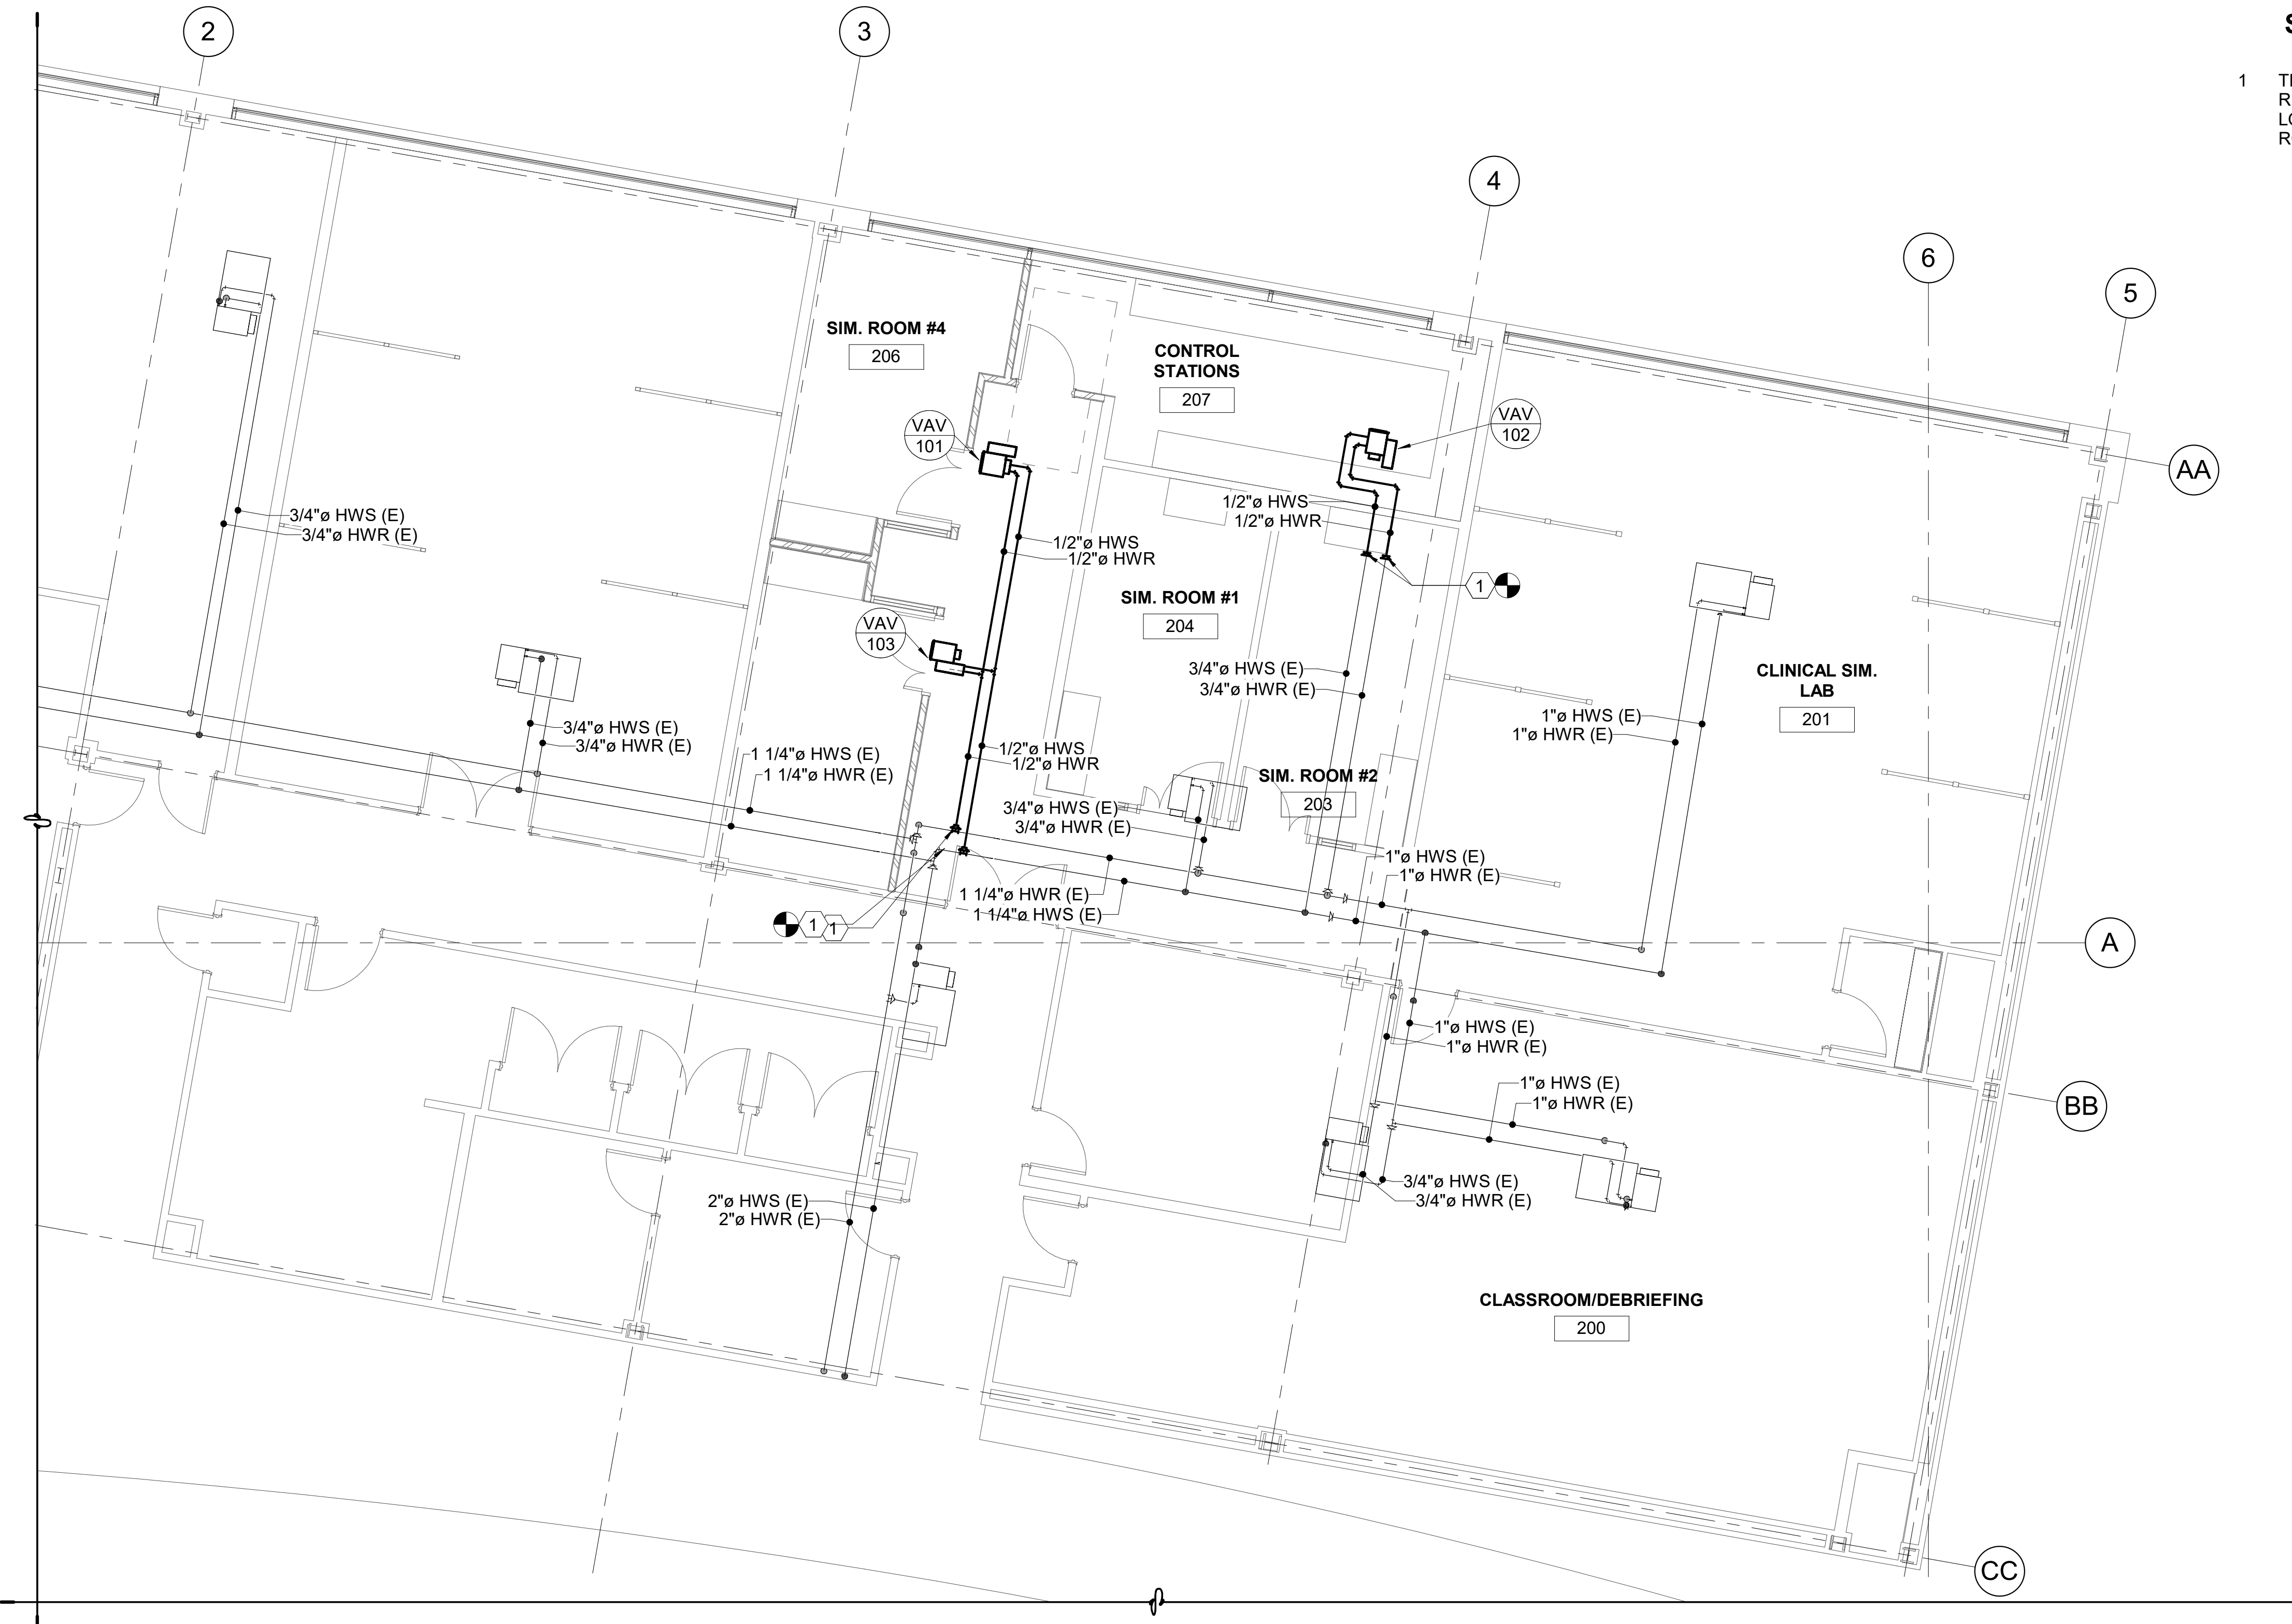 2
3
S
1
TI
R
LO
R
4
6
5
SIM. ROOM #4
206
CONTROL
STATIONS
207
VAV
101
VAV
102
AA
1/2"ø HWS
1/2"ø HWR
3/4"ø HWS (E)
3/4"ø HWR (E)
1/2"ø HWS
1/2"ø HWR
1
SIM. ROOM #1
204
VAV
103
3/4"ø HWS (E)
3/4"ø HWR (E)
CLINICAL SIM.
LAB
201
1"ø HWS (E)
1"ø HWR (E)
3/4"ø HWS (E)
3/4"ø HWR (E)
1 1/4"ø HWS (E)
1 1/4"ø HWR (E)
1/2"ø HWS
1/2"ø HWR
SIM. ROOM #2
203
3/4"ø HWS (E)
3/4"ø HWR (E)
1"ø HWS (E)
1"ø HWR (E)
1 1/4"ø HWR (E)
1 1/4"ø HWS (E)
1
1
A
1"ø HWS (E)
1"ø HWR (E)
1"ø HWS (E)
1"ø HWR (E)
BB
3/4"ø HWS (E)
3/4"ø HWR (E)
2"ø HWS (E)
2"ø HWR (E)
CLASSROOM/DEBRIEFING
200
CC